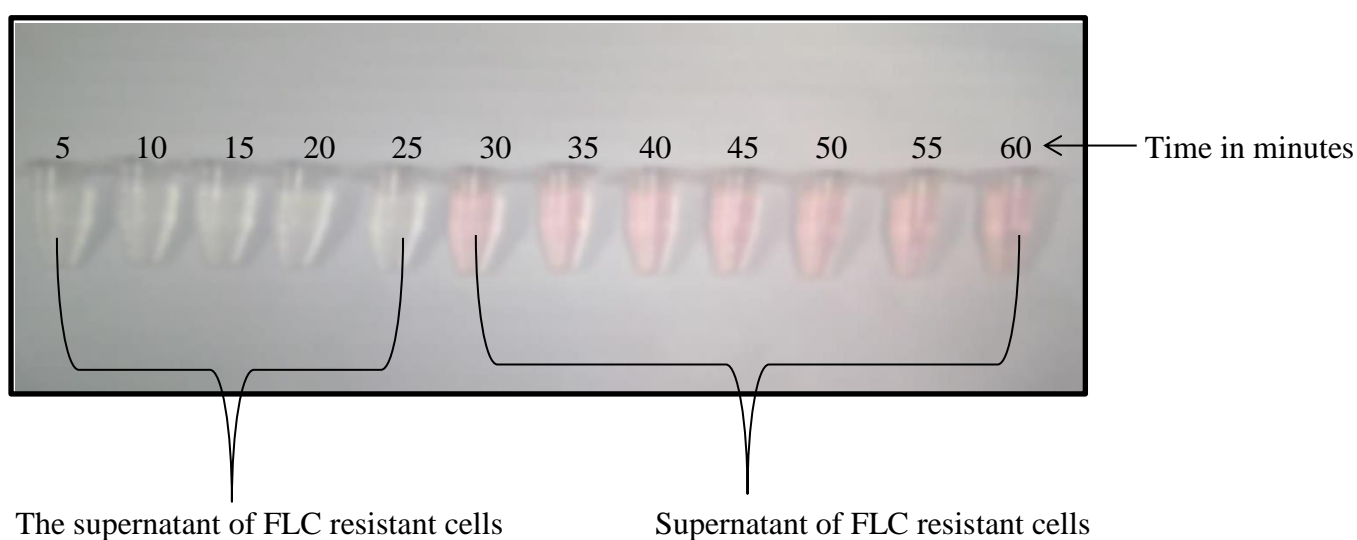 5 10 15 20 25 30 35 40 45 50 55 60 Time in minutes
The supernatant of FLC resistant cells Supernatant of FLC resistant cells